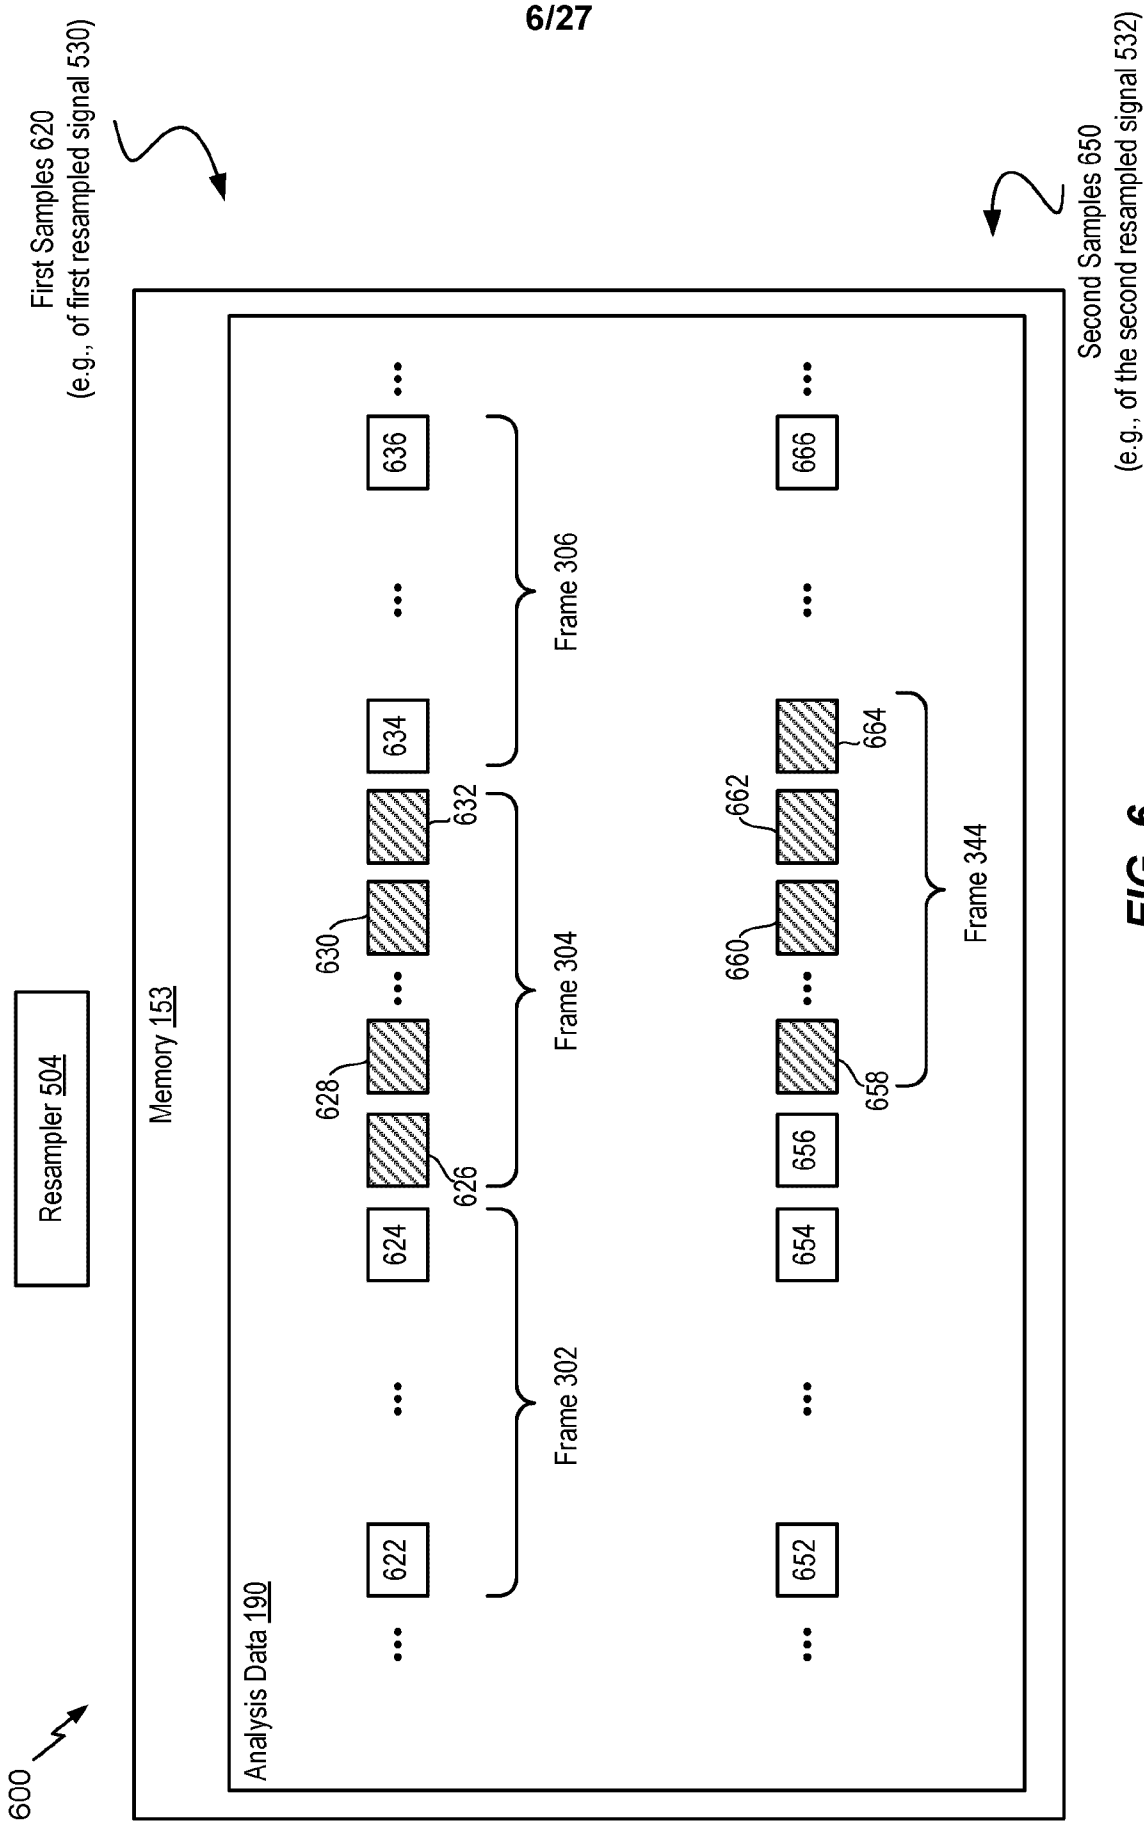 6/27
600
Resampler 504
First Samples 620
(e.g., of first resampled signal 530)
Memory 153
Analysis Data 190
622
624
626
628
630
632
634
636
...
...
...
...
...
Frame 302
Frame 304
Frame 306
652
654
656
658
660
662
664
666
...
...
...
...
...
Frame 344
Second Samples 650
(e.g., of the second resampled signal 532)
FIG. 6